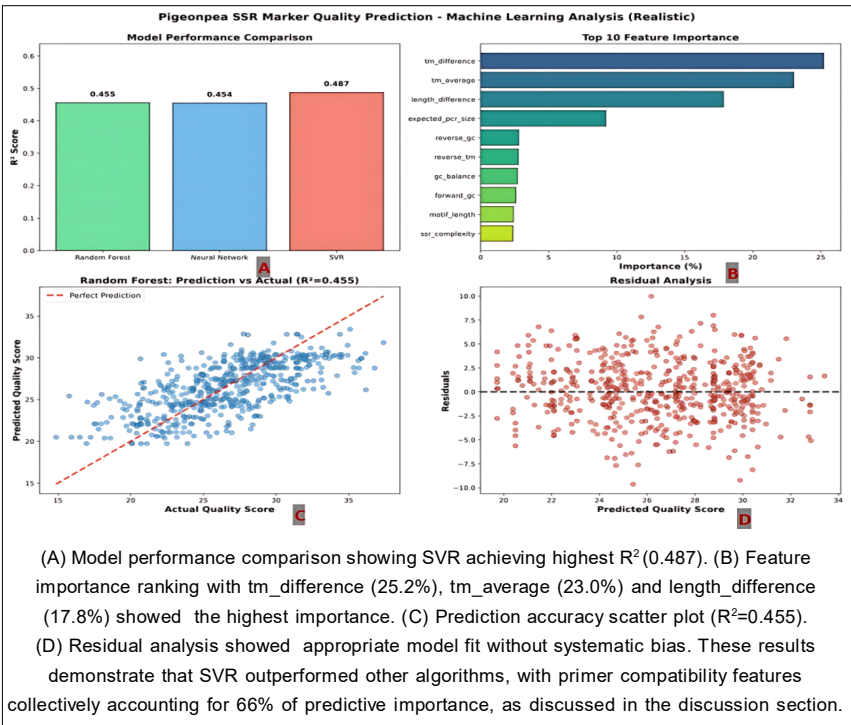 Pigeonpea SSR Marker Quality Prediction - Machine Learning Analysis (Realistic)
Model Performance Comparison
0.7
0.6
0.5
0.4
0.3
0.2
0.1
0.0
R² Score
0.455
0.454
0.487
Random Forest
Neural Network
SVR
A
Top 10 Feature Importance
tm_difference
tm_average
length_difference
expected_pcr_size
reverse_gc
reverse_tm
gc_balance
forward_gc
motif_length
ssr_complexity
0
5
10
15
20
25
Importance (%)
B
Random Forest: Prediction vs Actual (R²=0.455)
Perfect Prediction
35
30
25
20
15
Predicted Quality Score
15
20
25
30
35
Actual Quality Score
C
Residual Analysis
10.0
7.5
5.0
2.5
0.0
−2.5
−5.0
−7.5
−10.0
Residuals
20
22
24
26
28
30
32
34
Predicted Quality Score
D
(A) Model performance comparison showing SVR achieving highest R² (0.487). (B) Feature
importance ranking with tm_difference (25.2%), tm_average (23.0%) and length_difference
(17.8%) showed the highest importance. (C) Prediction accuracy scatter plot (R²=0.455).
(D) Residual analysis showed appropriate model fit without systematic bias. These results
demonstrate that SVR outperformed other algorithms, with primer compatibility features
collectively accounting for 66% of predictive importance, as discussed in the discussion section.